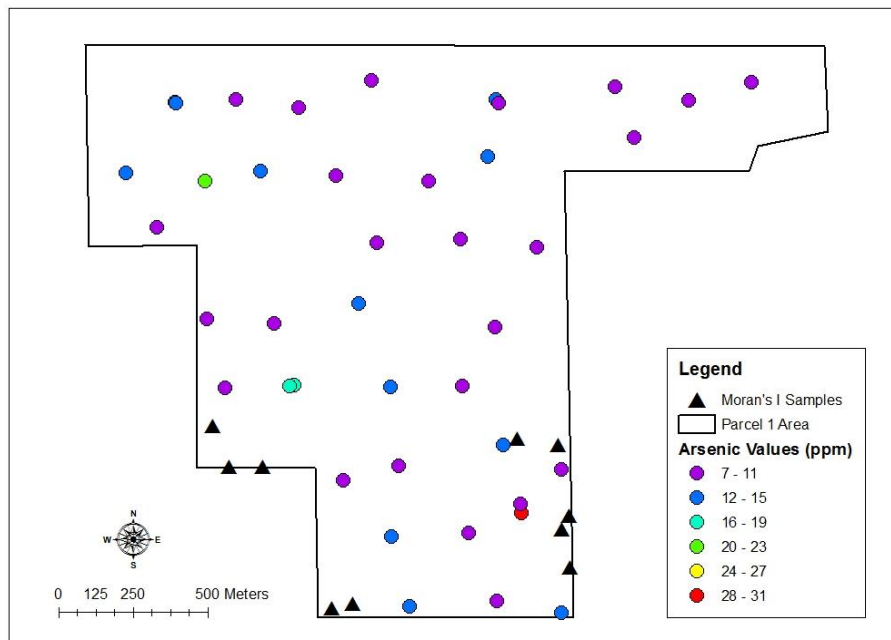 Legend
Moran's I Samples
Parcel 1 Area
Arsenic Values (ppm)
7 - 11
12 - 15
16 - 19
20 - 23
24 - 27
28 - 31
N
W E
S
0 125 250 500 Meters